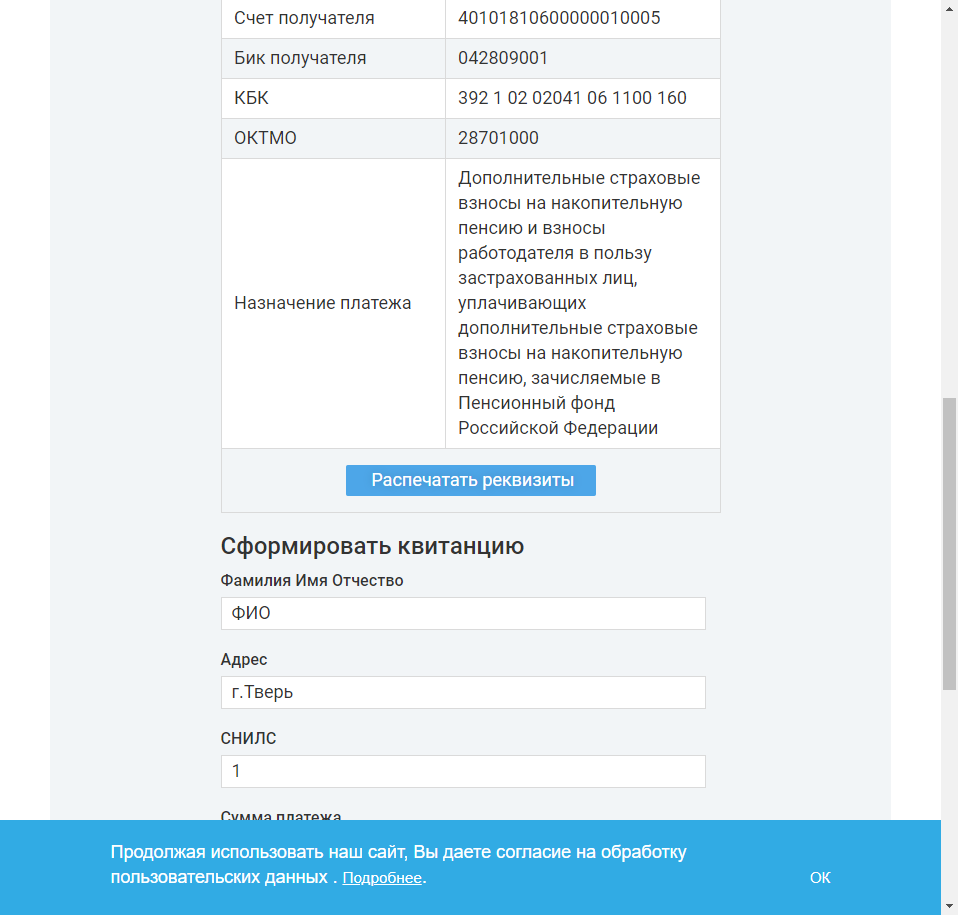 Счет получателя 40101810600000010005
Бик получателя 042809001
КБК 392 1 02 02041 06 1100 160
ОКТМО 28701000
Назначение платежа
Дополнительные страховые
взносы на накопительную
пенсию и взносы
работодателя в пользу
застрахованных лиц,
уплачивающих
дополнительные страховые
взносы на накопительную
пенсию, зачисляемые в
Пенсионный фонд
Российской Федерации
Распечатать реквизиты
Сформировать квитанцию
Фамилия Имя Отчество
ФИО
Адрес
г.Тверь
СНИЛС
1
Сумма платежа
Продолжая использовать наш сайт, Вы даете согласие на обработку
пользовательских данных . Подробнее.
ОК